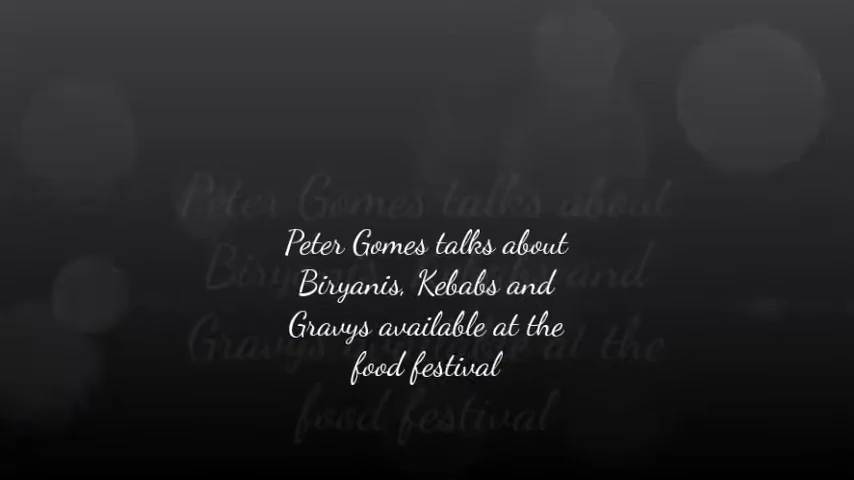 Peter Gomes talks about
Biryanis, Kebabs and
Gravys available at the
food festival